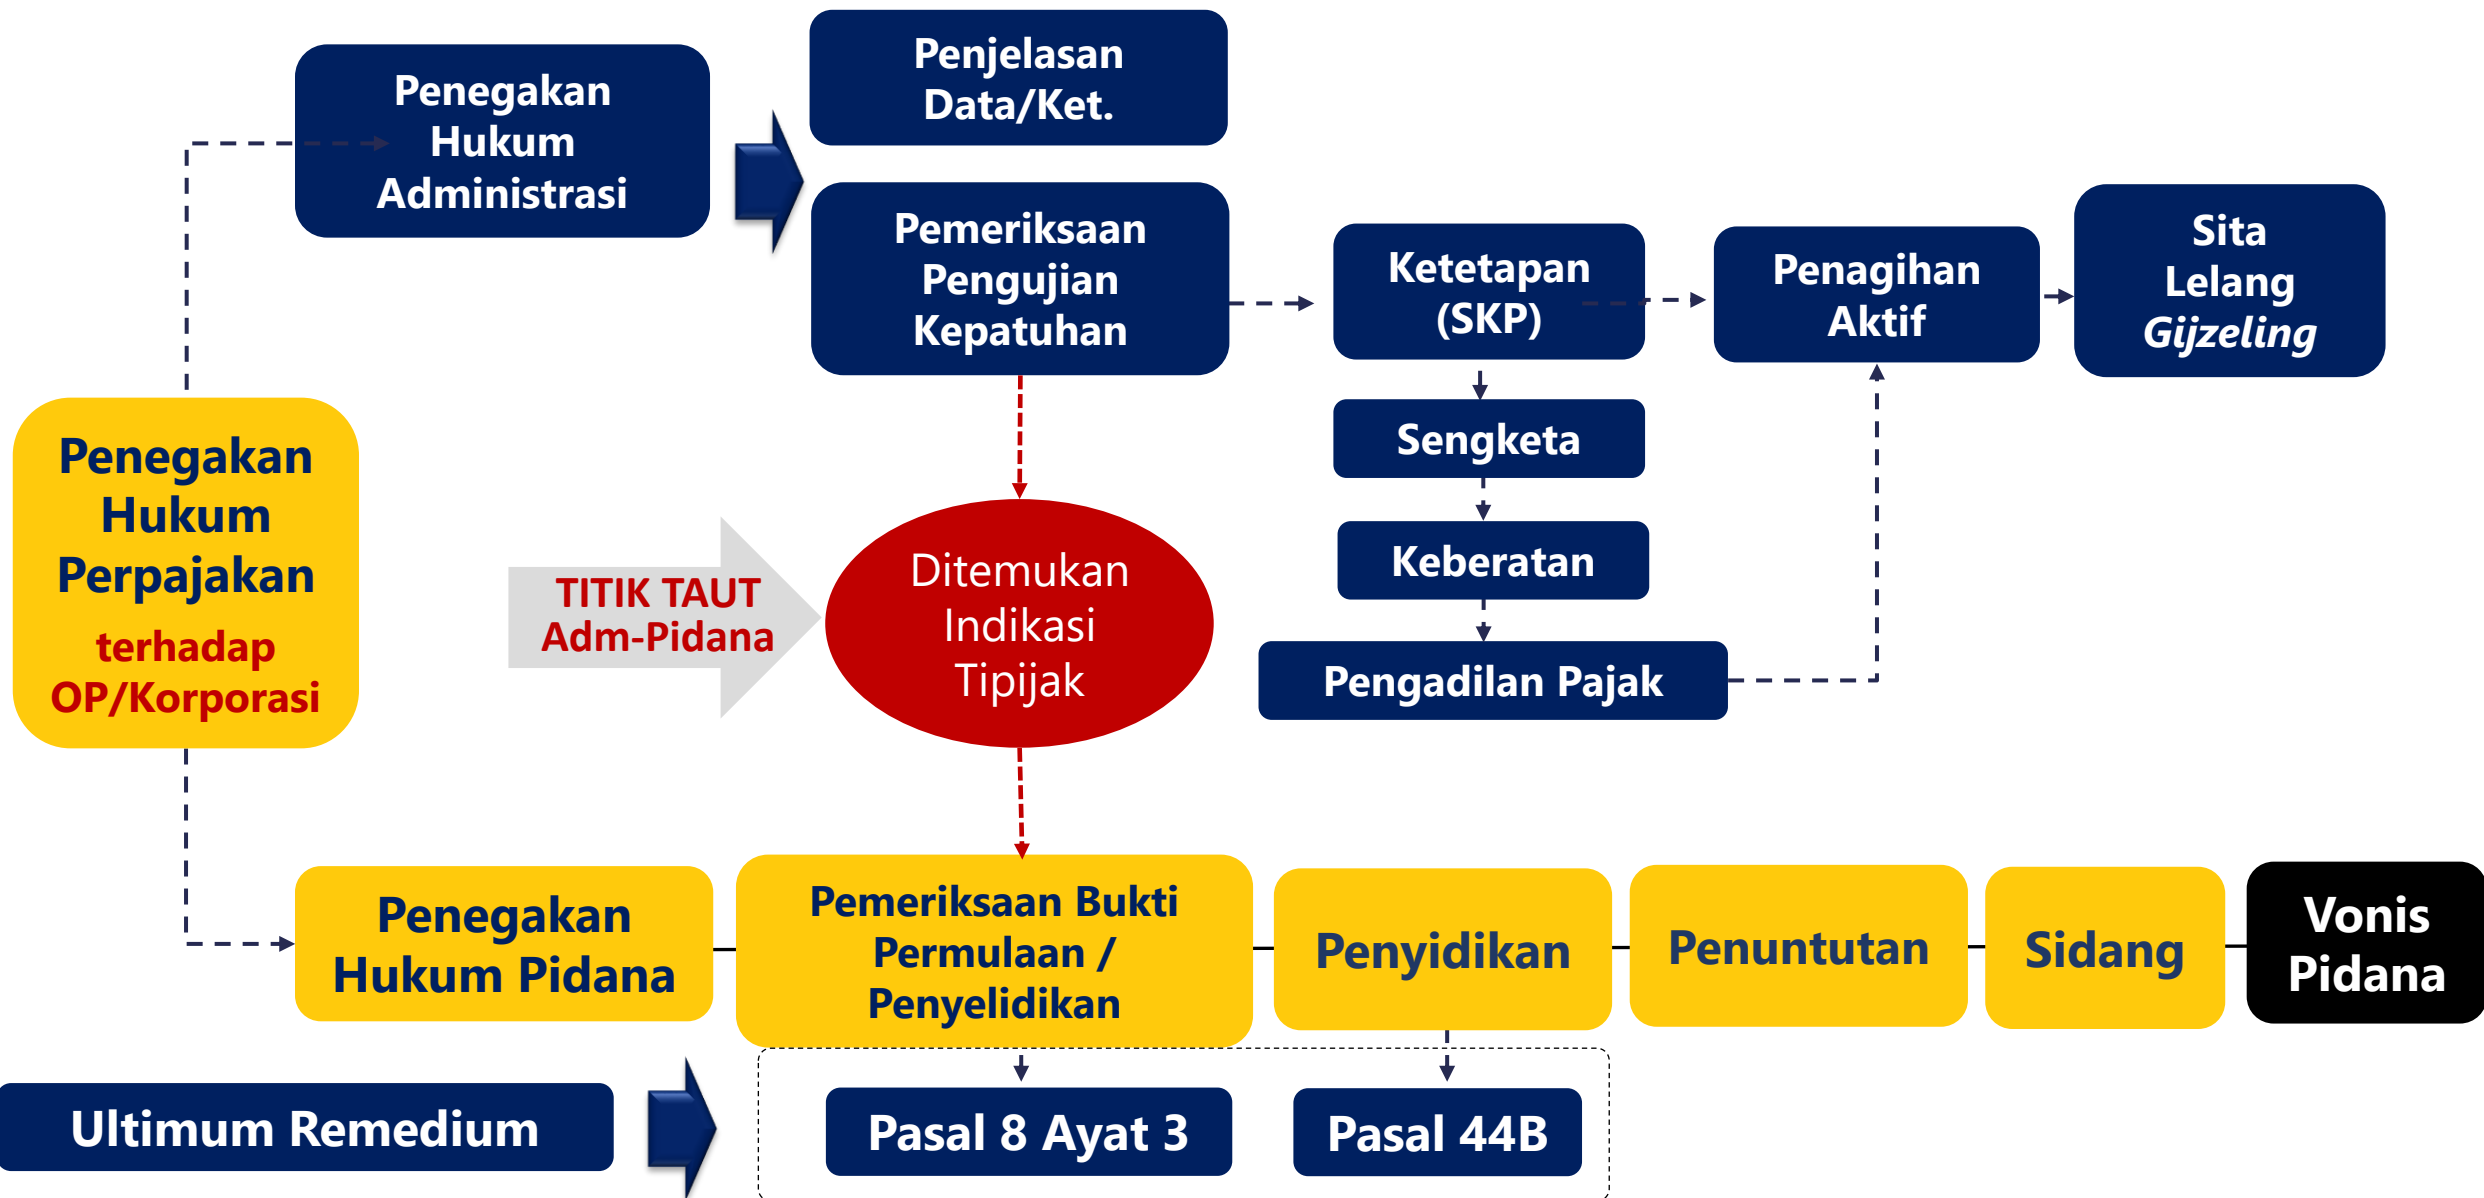 Penegakan
Hukum
Administrasi
Penjelasan
Data/Ket.
Pemeriksaan
Pengujian
Kepatuhan
Ketetapan
(SKP)
Penagihan
Aktif
Sita
Lelang
Gijzeling
Sengketa
Keberatan
Pengadilan Pajak
Penegakan
Hukum
Perpajakan
terhadap
OP/Korporasi
TITIK TAUT
Adm-Pidana
Ditemukan
Indikasi
Tipijak
Penegakan
Hukum Pidana
Pemeriksaan Bukti
Permulaan /
Penyelidikan
Penyidikan
Penuntutan
Sidang
Vonis
Pidana
Ultimum Remedium
Pasal 8 Ayat 3
Pasal 44B